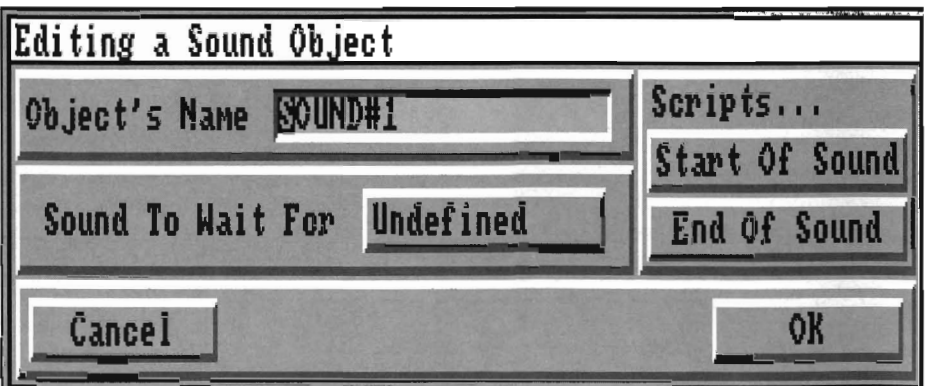 Editing a Sound Object
Object's Name SOUND#1
Sound To Wait For Undefined
Scripts...
Start Of Sound
End Of Sound
Cancel
OK